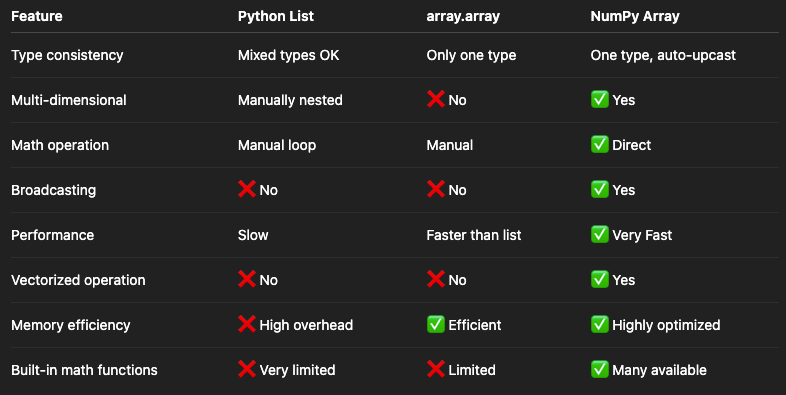 Feature Python List array.array NumPy Array
Type consistency Mixed types OK Only one type One type, auto-upcast
Multi-dimensional Manually nested ❌ No ✅ Yes
Math operation Manual loop Manual ✅ Direct
Broadcasting ❌ No ❌ No ✅ Yes
Performance Slow Faster than list ✅ Very Fast
Vectorized operation ❌ No ❌ No ✅ Yes
Memory efficiency ❌ High overhead ✅ Efficient ✅ Highly optimized
Built-in math functions ❌ Very limited ❌ Limited ✅ Many available